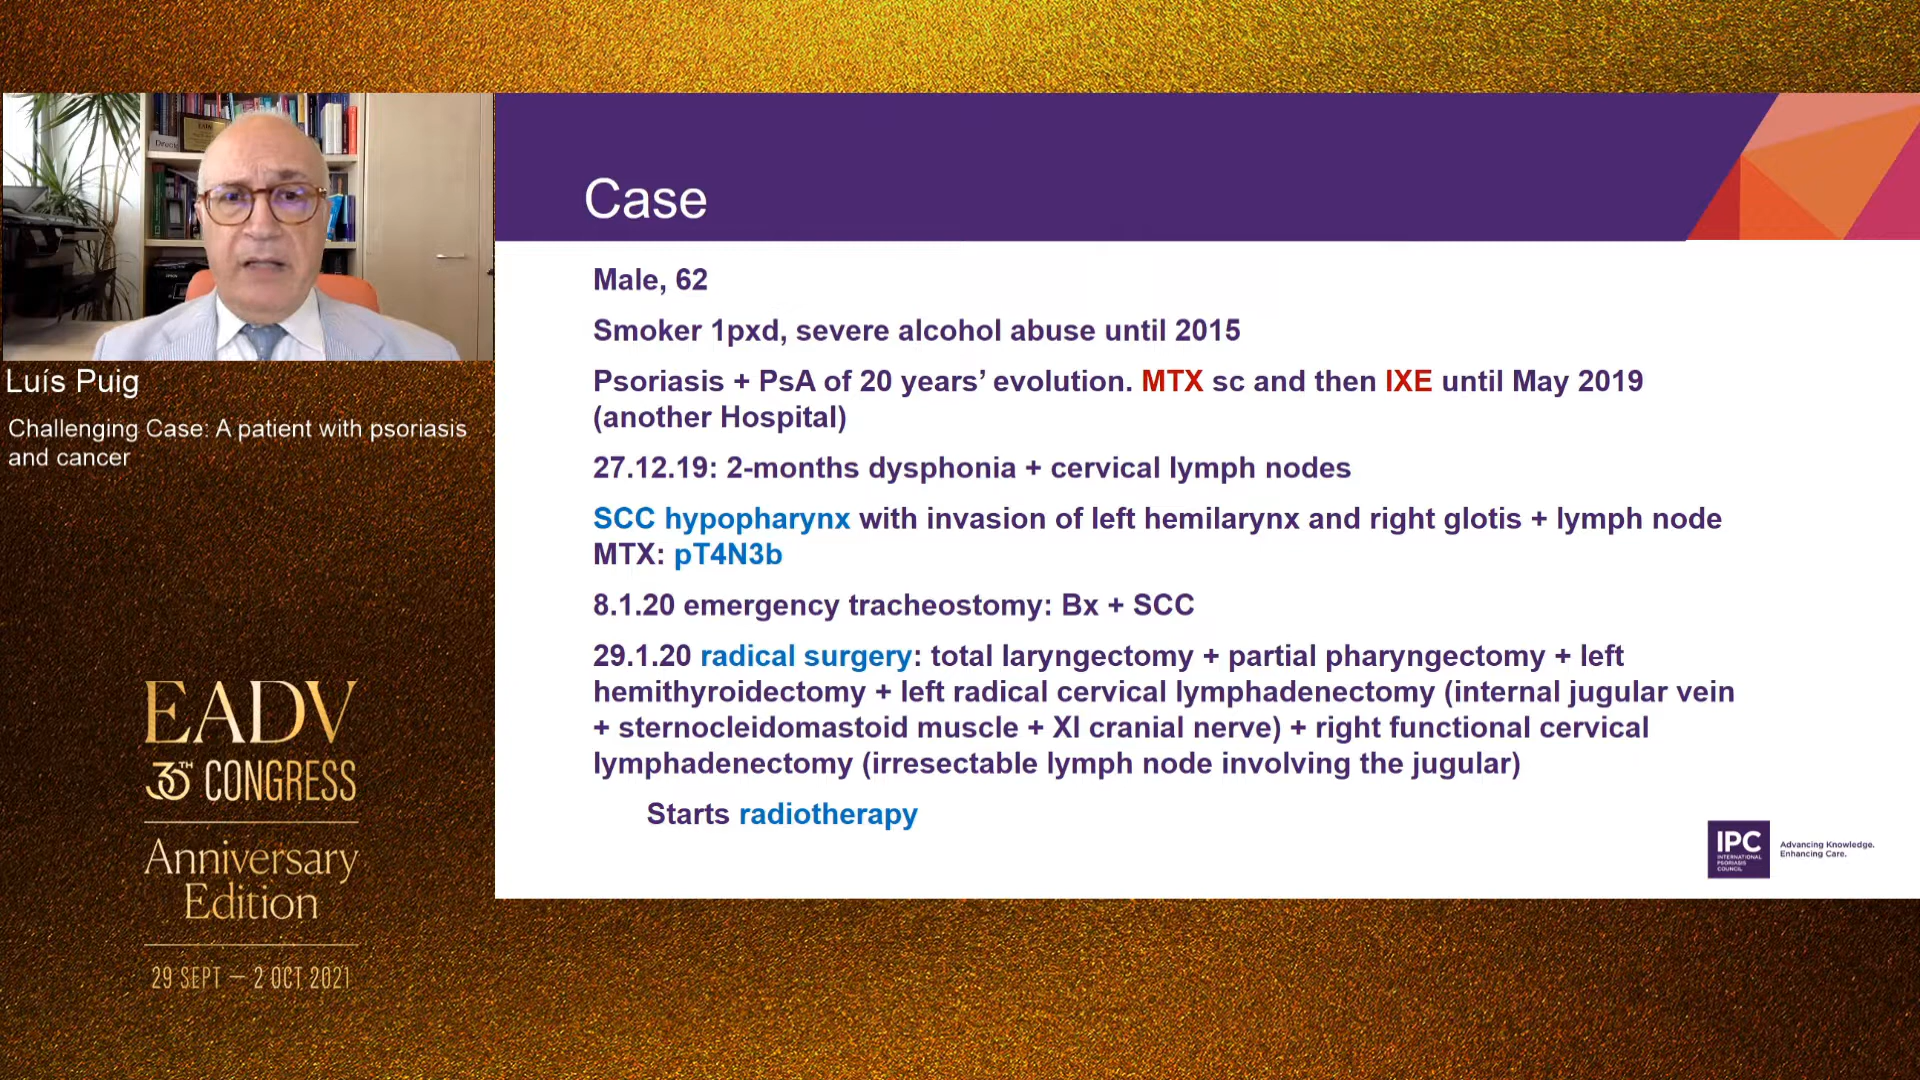 Case
Male, 62
Smoker 1pxd, severe alcohol abuse until 2015
Psoriasis + PsA of 20 years’ evolution. MTX sc and then IXE until May 2019
(another Hospital)
27.12.19: 2-months dysphonia + cervical lymph nodes
SCC hypopharynx with invasion of left hemilarynx and right glotis + lymph node
MTX: pT4N3b
8.1.20 emergency tracheostomy: Bx + SCC
29.1.20 radical surgery: total laryngectomy + partial pharyngectomy + left
hemithyroidectomy + left radical cervical lymphadenectomy (internal jugular vein
+ sternocleidomastoid muscle + XI cranial nerve) + right functional cervical
lymphadenectomy (irresectable lymph node involving the jugular)
Starts radiotherapy
IPC
INTERNATIONAL
PSORIASIS
COUNCIL
Advancing Knowledge.
Enhancing Care.
Luís Puig
Challenging Case: A patient with psoriasis
and cancer
EADV
30TH CONGRESS
Anniversary
Edition
29 SEPT — 2 OCT 2021